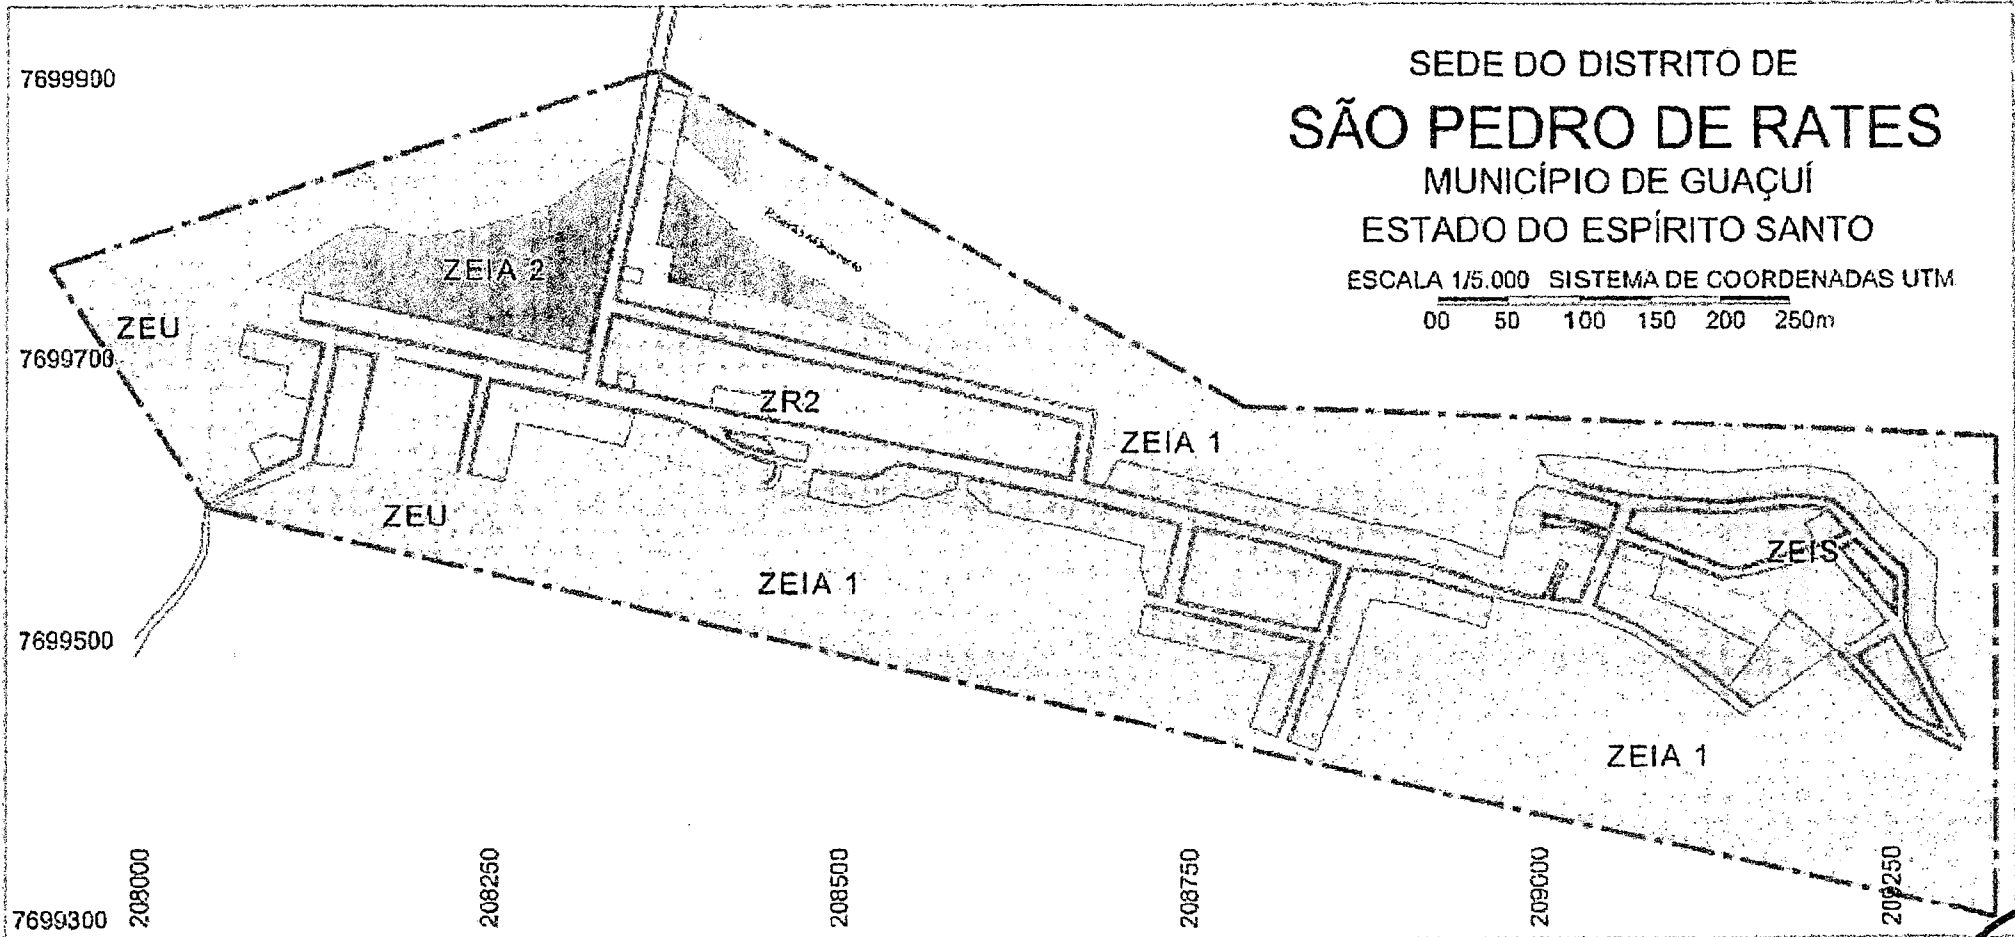 SEDE DO DISTRITO DE
SÃO PEDRO DE RATES
MUNICÍPIO DE GUAÇUÍ
ESTADO DO ESPÍRITO SANTO
ESCALA 1/5.000 SISTEMA DE COORDENADAS UTM
00 50 100 150 200 250m
7699900
ZEIA 2
ZEU
7699700
ZR2
ZEIA 1
ZEU
ZEIS
ZEIA 1
7699500
ZEIA 1
208000
208250
208500
208750
209000
209250
7699300